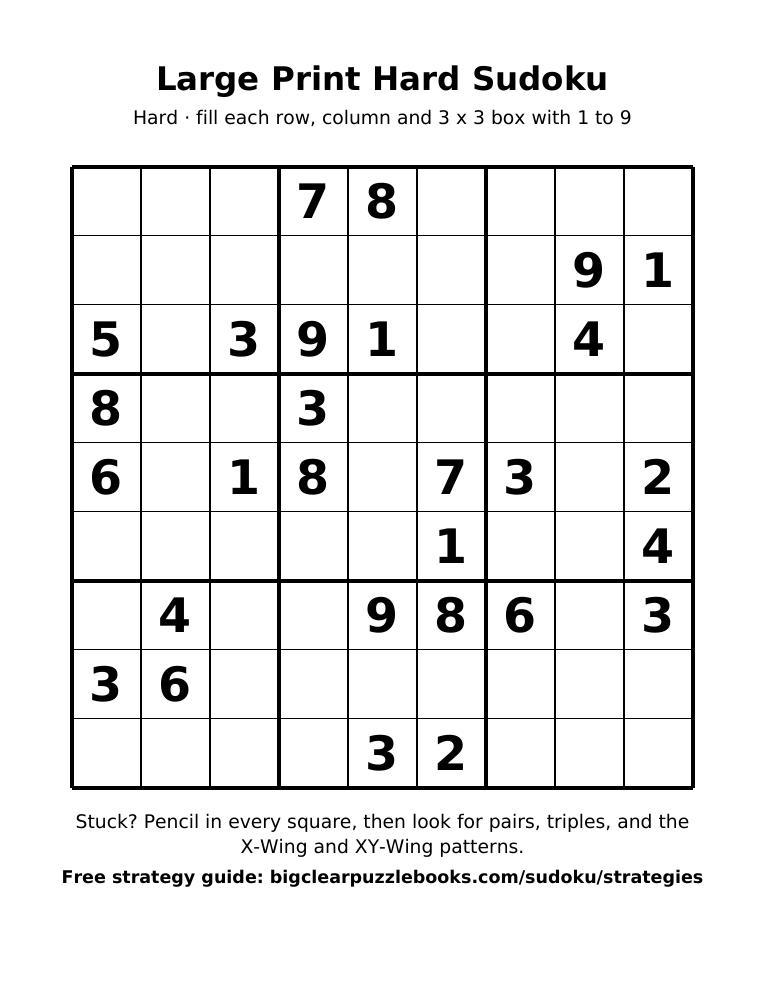 Large Print Hard Sudoku
Hard · fill each row, column and 3 x 3 box with 1 to 9
7 8
9 1
5 3 9 1 4
8 3
6 1 8 7 3 2
1 4
4 9 8 6 3
3 6
3 2
Stuck? Pencil in every square, then look for pairs, triples, and the
X-Wing and XY-Wing patterns.
Free strategy guide: bigclearpuzzlebooks.com/sudoku/strategies